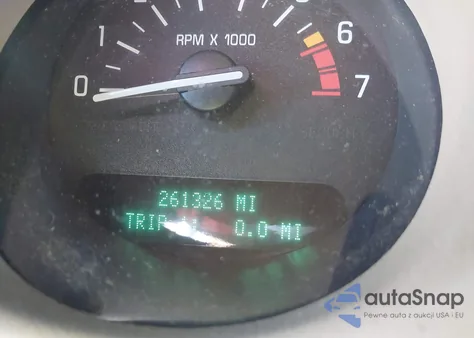 0 1 6 7
RPM X 1000
261326 MI
TRIP 0.0 MI
autaSnap
Pewne auta z aukcji USA i EU